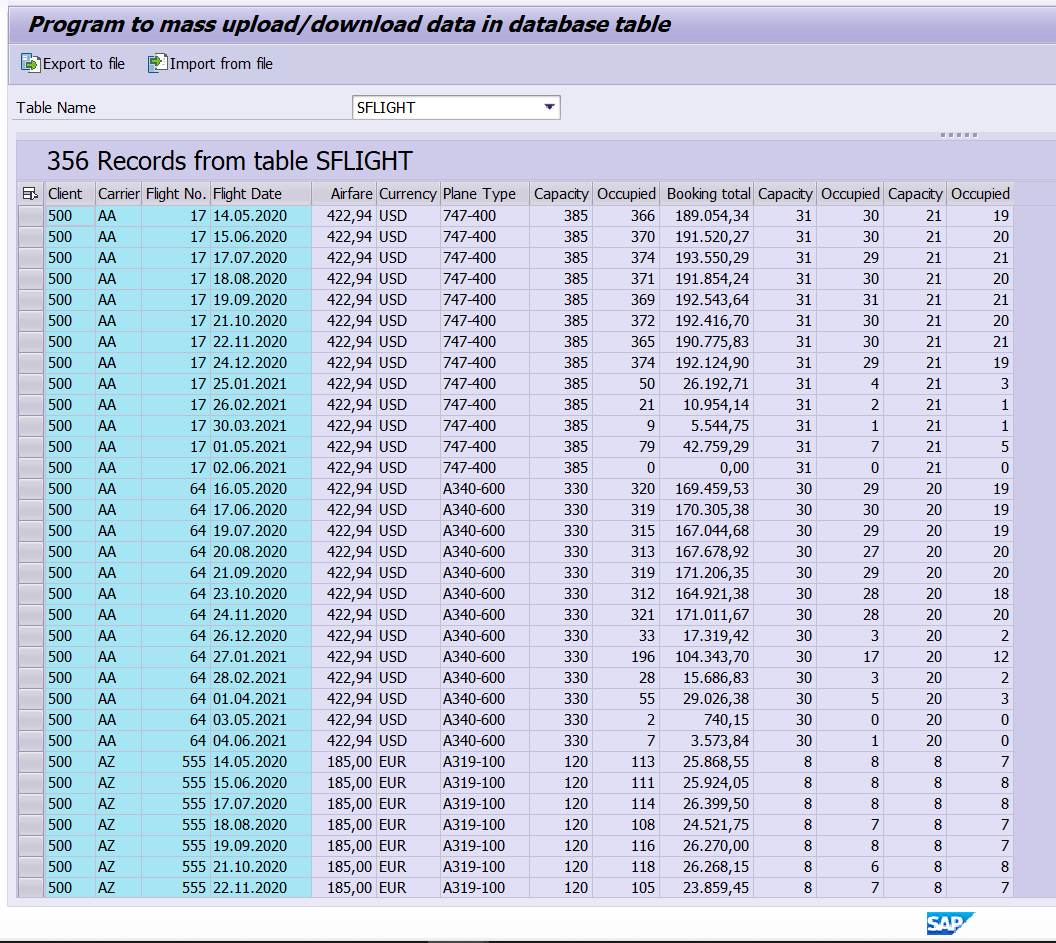 Program to mass upload/download data in database table
Export to file Import from file
Table Name SFLIGHT
356 Records from table SFLIGHT
Client Carrier Flight No. Flight Date Airfare Currency Plane Type Capacity Occupied Booking total Capacity Occupied Capacity Occupied
500 AA 17 14.05.2020 422,94 USD 747-400 385 366 189.054,34 31 30 21 19
500 AA 17 15.06.2020 422,94 USD 747-400 385 370 191.520,27 31 30 21 20
500 AA 17 17.07.2020 422,94 USD 747-400 385 374 193.550,29 31 29 21 21
500 AA 17 18.08.2020 422,94 USD 747-400 385 371 191.854,24 31 30 21 20
500 AA 17 19.09.2020 422,94 USD 747-400 385 369 192.543,64 31 31 21 21
500 AA 17 21.10.2020 422,94 USD 747-400 385 372 192.416,70 31 30 21 20
500 AA 17 22.11.2020 422,94 USD 747-400 385 365 190.775,83 31 30 21 21
500 AA 17 24.12.2020 422,94 USD 747-400 385 374 192.124,90 31 29 21 19
500 AA 17 25.01.2021 422,94 USD 747-400 385 50 26.192,71 31 4 21 3
500 AA 17 26.02.2021 422,94 USD 747-400 385 21 10.954,14 31 2 21 1
500 AA 17 30.03.2021 422,94 USD 747-400 385 9 5.544,75 31 1 21 1
500 AA 17 01.05.2021 422,94 USD 747-400 385 79 42.759,29 31 7 21 5
500 AA 17 02.06.2021 422,94 USD 747-400 385 0 0,00 31 0 21 0
500 AA 64 16.05.2020 422,94 USD A340-600 330 320 169.459,53 30 29 20 19
500 AA 64 17.06.2020 422,94 USD A340-600 330 319 170.305,38 30 30 20 19
500 AA 64 19.07.2020 422,94 USD A340-600 330 315 167.044,68 30 29 20 19
500 AA 64 20.08.2020 422,94 USD A340-600 330 313 167.678,92 30 27 20 20
500 AA 64 21.09.2020 422,94 USD A340-600 330 319 171.206,35 30 29 20 20
500 AA 64 23.10.2020 422,94 USD A340-600 330 312 164.921,38 30 28 20 18
500 AA 64 24.11.2020 422,94 USD A340-600 330 321 171.011,67 30 28 20 20
500 AA 64 26.12.2020 422,94 USD A340-600 330 33 17.319,42 30 3 20 2
500 AA 64 27.01.2021 422,94 USD A340-600 330 196 104.343,70 30 17 20 12
500 AA 64 28.02.2021 422,94 USD A340-600 330 28 15.686,83 30 3 20 2
500 AA 64 01.04.2021 422,94 USD A340-600 330 55 29.026,38 30 5 20 3
500 AA 64 03.05.2021 422,94 USD A340-600 330 2 740,15 30 0 20 0
500 AA 64 04.06.2021 422,94 USD A340-600 330 7 3.573,84 30 1 20 0
500 AZ 555 14.05.2020 185,00 EUR A319-100 120 113 25.868,55 8 8 8 7
500 AZ 555 15.06.2020 185,00 EUR A319-100 120 111 25.924,05 8 8 8 8
500 AZ 555 17.07.2020 185,00 EUR A319-100 120 114 26.399,50 8 8 8 8
500 AZ 555 18.08.2020 185,00 EUR A319-100 120 108 24.521,75 8 7 8 7
500 AZ 555 19.09.2020 185,00 EUR A319-100 120 116 26.270,00 8 8 8 7
500 AZ 555 21.10.2020 185,00 EUR A319-100 120 118 26.268,15 8 6 8 8
500 AZ 555 22.11.2020 185,00 EUR A319-100 120 105 23.859,45 8 7 8 7
SAP